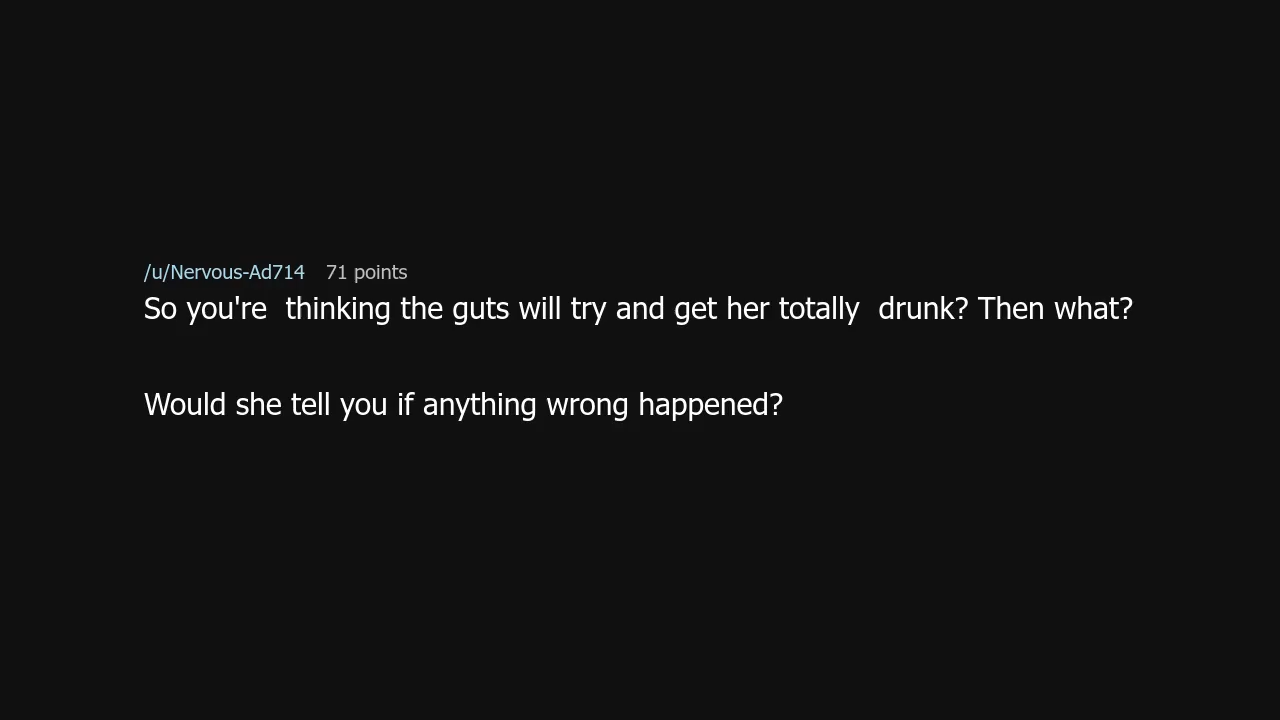 /u/Nervous-Ad714 71 points
So you're  thinking the guts will try and get her totally  drunk? Then what?
Would she tell you if anything wrong happened?